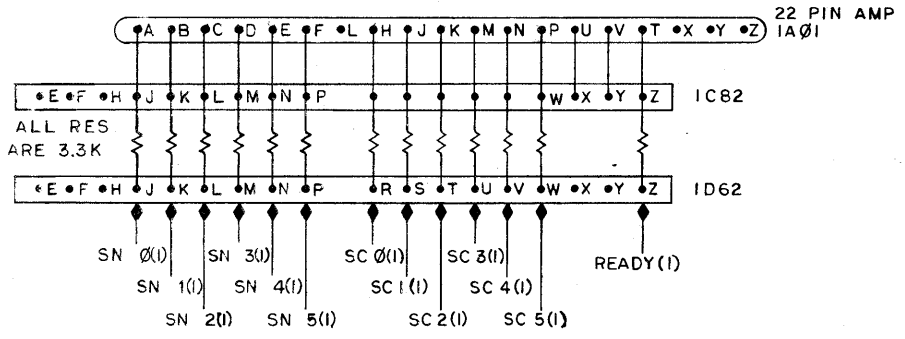 22 PIN AMP
A B C D E F L H J K M N P U V T X Y Z 1AØ1
E F H J K L M N P W X Y Z 1C82
ALL RES
ARE 3.3K
E F H J K L M N P R S T U V W X Y Z 1D62
SN Ø(1) SN 3(1) SC Ø(1) SC 3(1) READY(1)
SN 1(1) SN 4(1) SC 1(1) SC 4(1)
SN 2(1) SN 5(1) SC 2(1) SC 5(1)